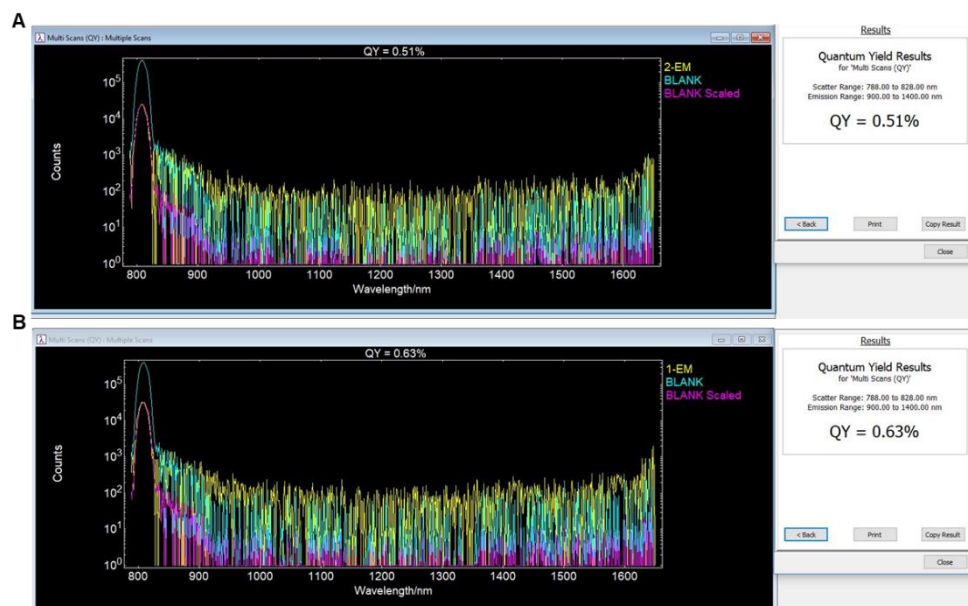 A
Multi Scans (QY) : Multiple Scans
QY = 0.51%
2-EM
BLANK
BLANK Scaled
10^5
10^4
10^3
10^2
10^1
10^0
Counts
800 900 1000 1100 1200 1300 1400 1500 1600
Wavelength/nm
Results
Quantum Yield Results
for 'Multi Scans (QY)'
Scatter Range: 788.00 to 828.00 nm
Emission Range: 900.00 to 1400.00 nm
QY = 0.51%
< Back Print Copy Result
Close
B
Multi Scans (QY) : Multiple Scans
QY = 0.63%
1-EM
BLANK
BLANK Scaled
10^5
10^4
10^3
10^2
10^1
10^0
Counts
800 900 1000 1100 1200 1300 1400 1500 1600
Wavelength/nm
Results
Quantum Yield Results
for 'Multi Scans (QY)'
Scatter Range: 788.00 to 828.00 nm
Emission Range: 900.00 to 1400.00 nm
QY = 0.63%
< Back Print Copy Result
Close